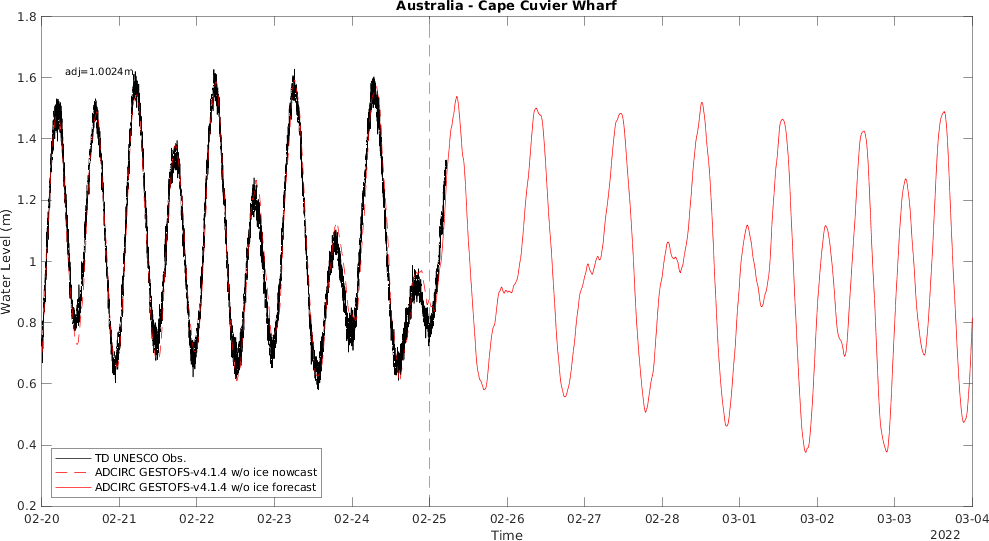 Australia - Cape Cuvier Wharf
1.8
1.6
1.4
1.2
1
0.8
0.6
0.4
0.2
Water Level (m)
adj=1.0024m
TD UNESCO Obs.
ADCIRC GESTOFS-v4.1.4 w/o ice nowcast
ADCIRC GESTOFS-v4.1.4 w/o ice forecast
02-20 02-21 02-22 02-23 02-24 02-25 02-26 02-27 02-28 03-01 03-02 03-03 03-04
Time
2022